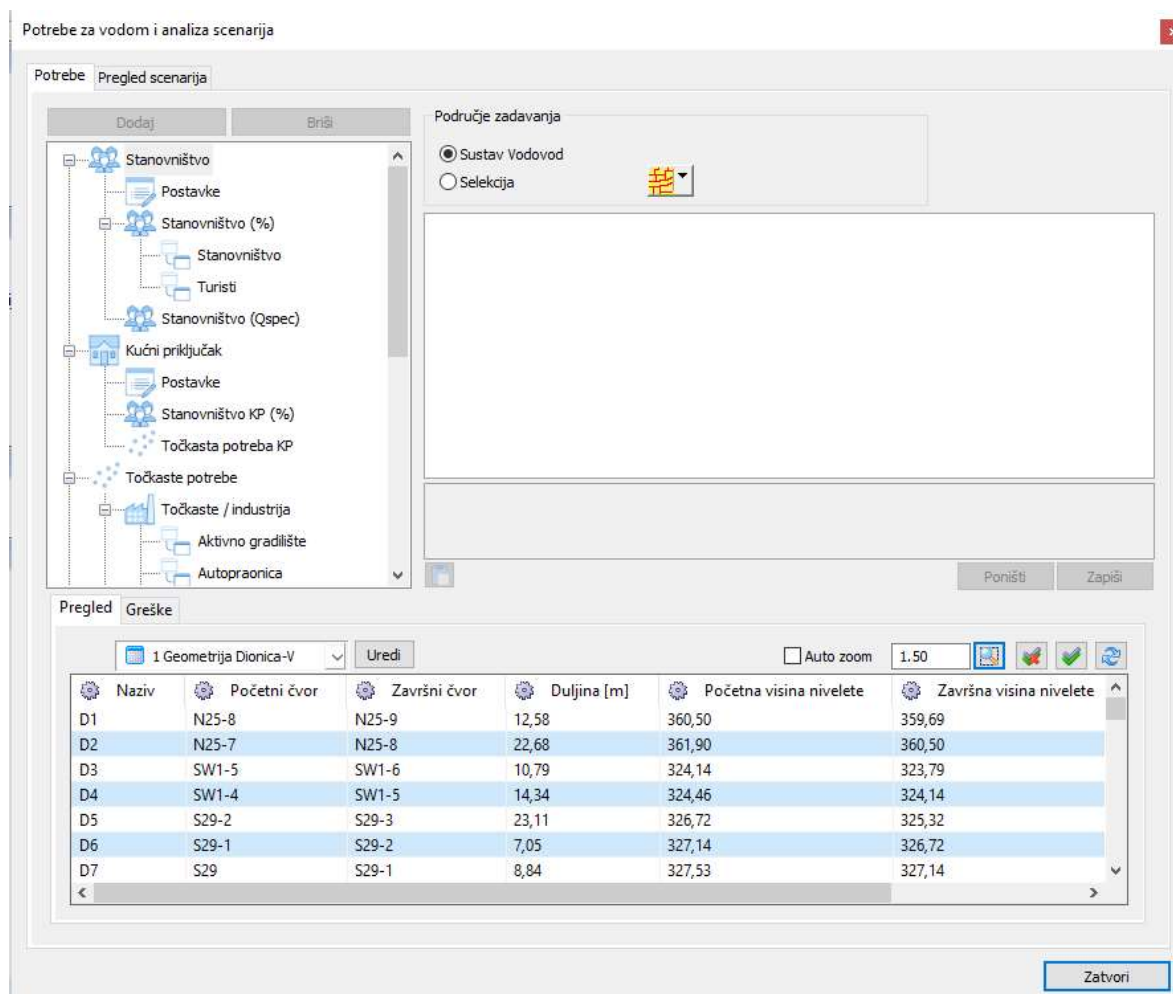 Potrebe za vodom i analiza scenarija
Potrebe Pregled scenarija
Dodaj Briši
Stanovništvo
Postavke
Stanovništvo (%)
Stanovništvo
Turisti
Stanovništvo (Qspec)
Kućni priključak
Postavke
Stanovništvo KP (%)
Točkasta potreba KP
Točkaste potrebe
Točkaste / industrija
Aktivno gradilište
Autopraonica
Područje zadavanja
Sustav Vodovod
Selekcija
Poništi Zapiši
Pregled Greške
1 Geometrija Dionica-V Uredi Auto zoom 1.50
Naziv Početni čvor Završni čvor Duljina [m] Početna visina nivelete Završna visina nivelete
D1 N25-8 N25-9 12,58 360,50 359,69
D2 N25-7 N25-8 22,68 361,90 360,50
D3 SW1-5 SW1-6 10,79 324,14 323,79
D4 SW1-4 SW1-5 14,34 324,46 324,14
D5 S29-2 S29-3 23,11 326,72 325,32
D6 S29-1 S29-2 7,05 327,14 326,72
D7 S29 S29-1 8,84 327,53 327,14
Zatvori